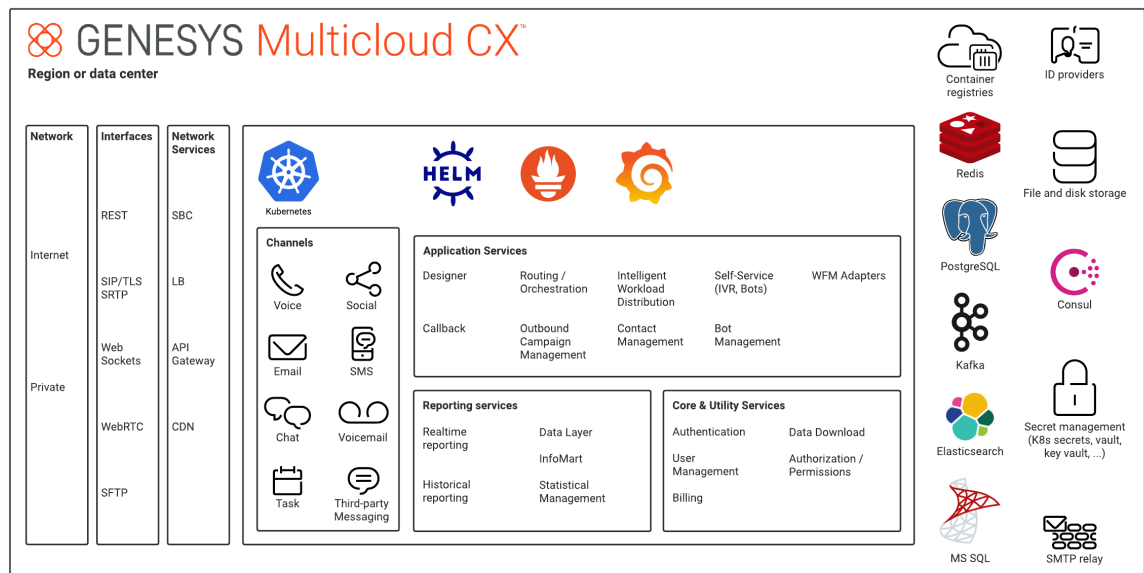 GENESYS Multicloud CX™
Region or data center
Network
Internet
Private
Interfaces
REST
SIP/TLS
SRTP
Web
Sockets
WebRTC
SFTP
Network
Services
SBC
LB
API
Gateway
CDN
Kubernetes
HELM
Channels
Voice
Social
Email
SMS
Chat
Voicemail
Task
Third-party
Messaging
Application Services
Designer
Routing /
Orchestration
Intelligent
Workload
Distribution
Self-Service
(IVR, Bots)
WFM Adapters
Callback
Outbound
Campaign
Management
Contact
Management
Bot
Management
Reporting services
Realtime
reporting
Data Layer
InfoMart
Historical
reporting
Statistical
Management
Core & Utility Services
Authentication
Data Download
User
Management
Authorization /
Permissions
Billing
Container
registries
ID providers
Redis
File and disk storage
PostgreSQL
Consul
Kafka
Secret management
(K8s secrets, vault,
key vault, ...)
Elasticsearch
MS SQL
SMTP relay